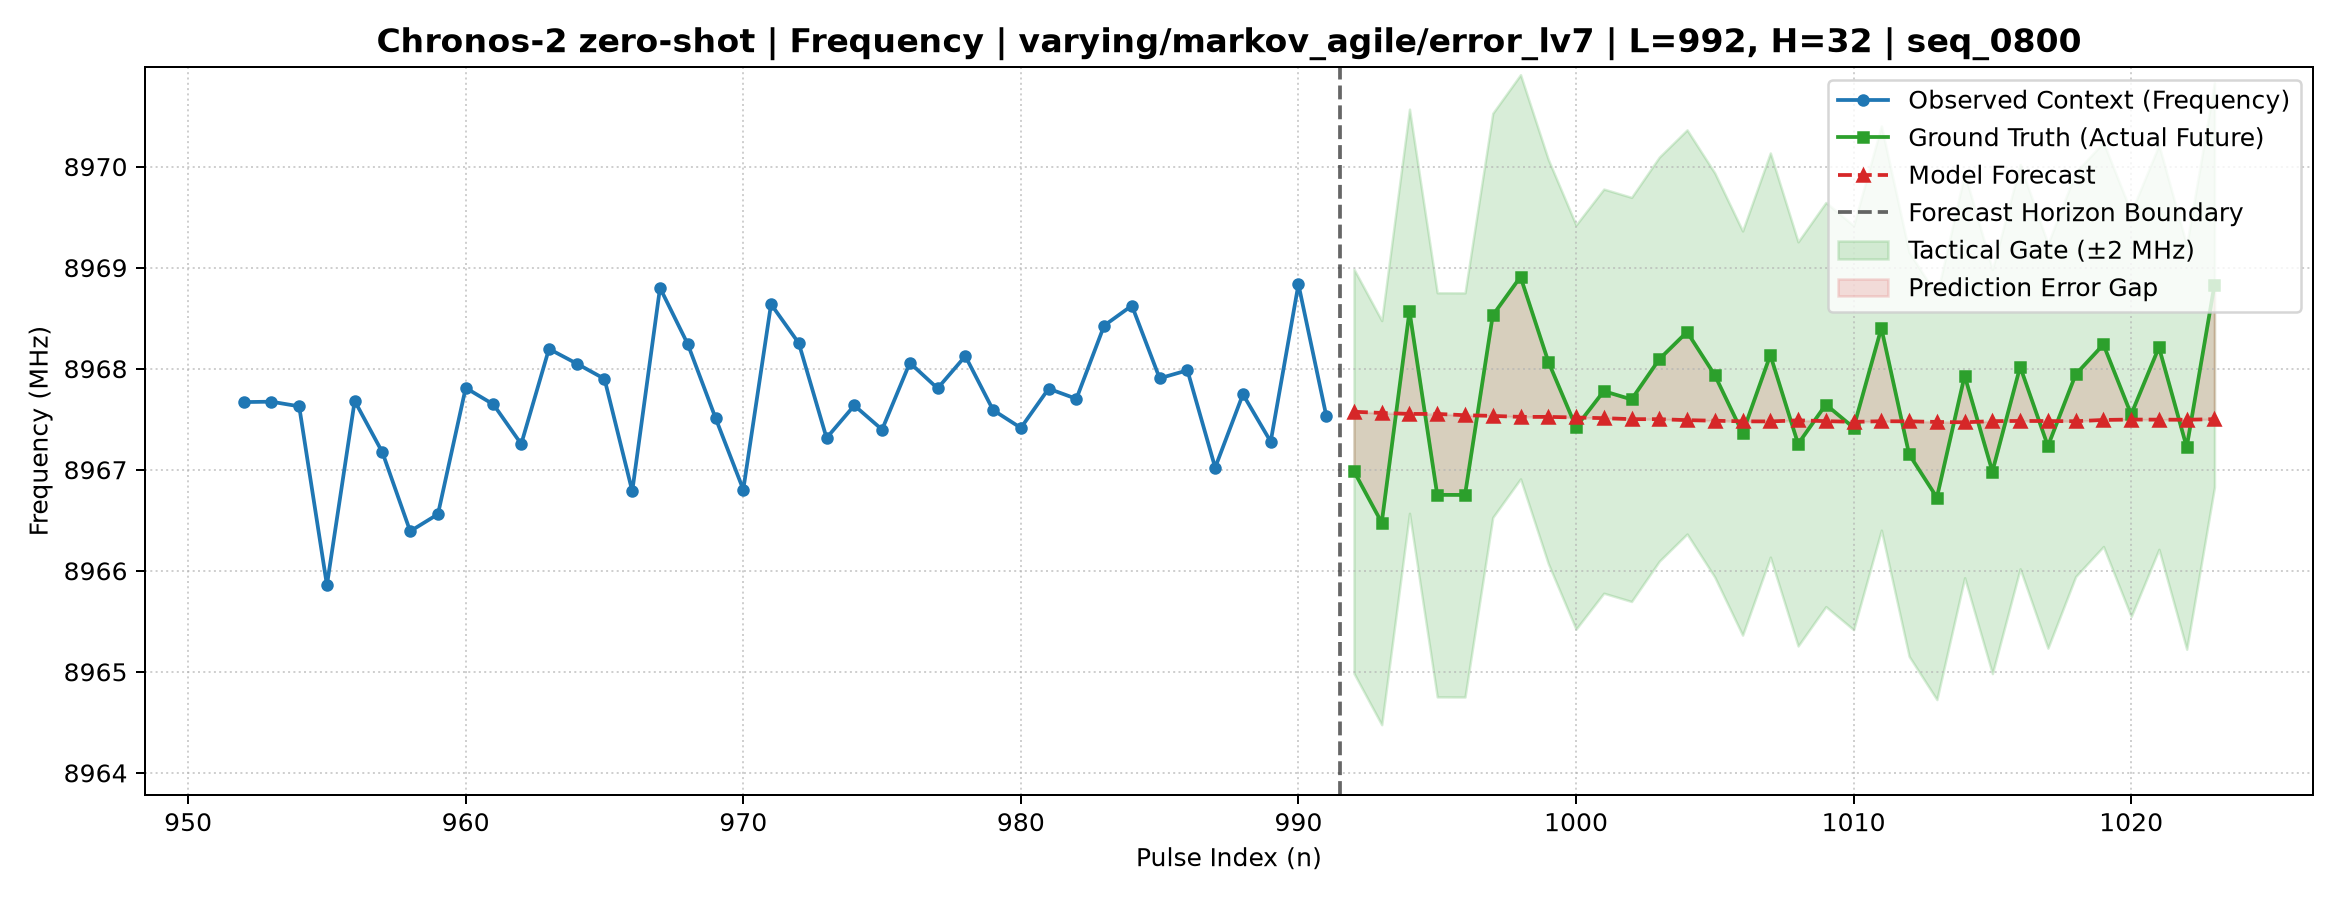 Chronos-2 zero-shot | Frequency | varying/markov_agile/error_lv7 | L=992, H=32 | seq_0800
Observed Context (Frequency)
Ground Truth (Actual Future)
Model Forecast
Forecast Horizon Boundary
Tactical Gate (±2 MHz)
Prediction Error Gap
Frequency (MHz)
8970
8969
8968
8967
8966
8965
8964
950
960
970
980
990
1000
1010
1020
Pulse Index (n)